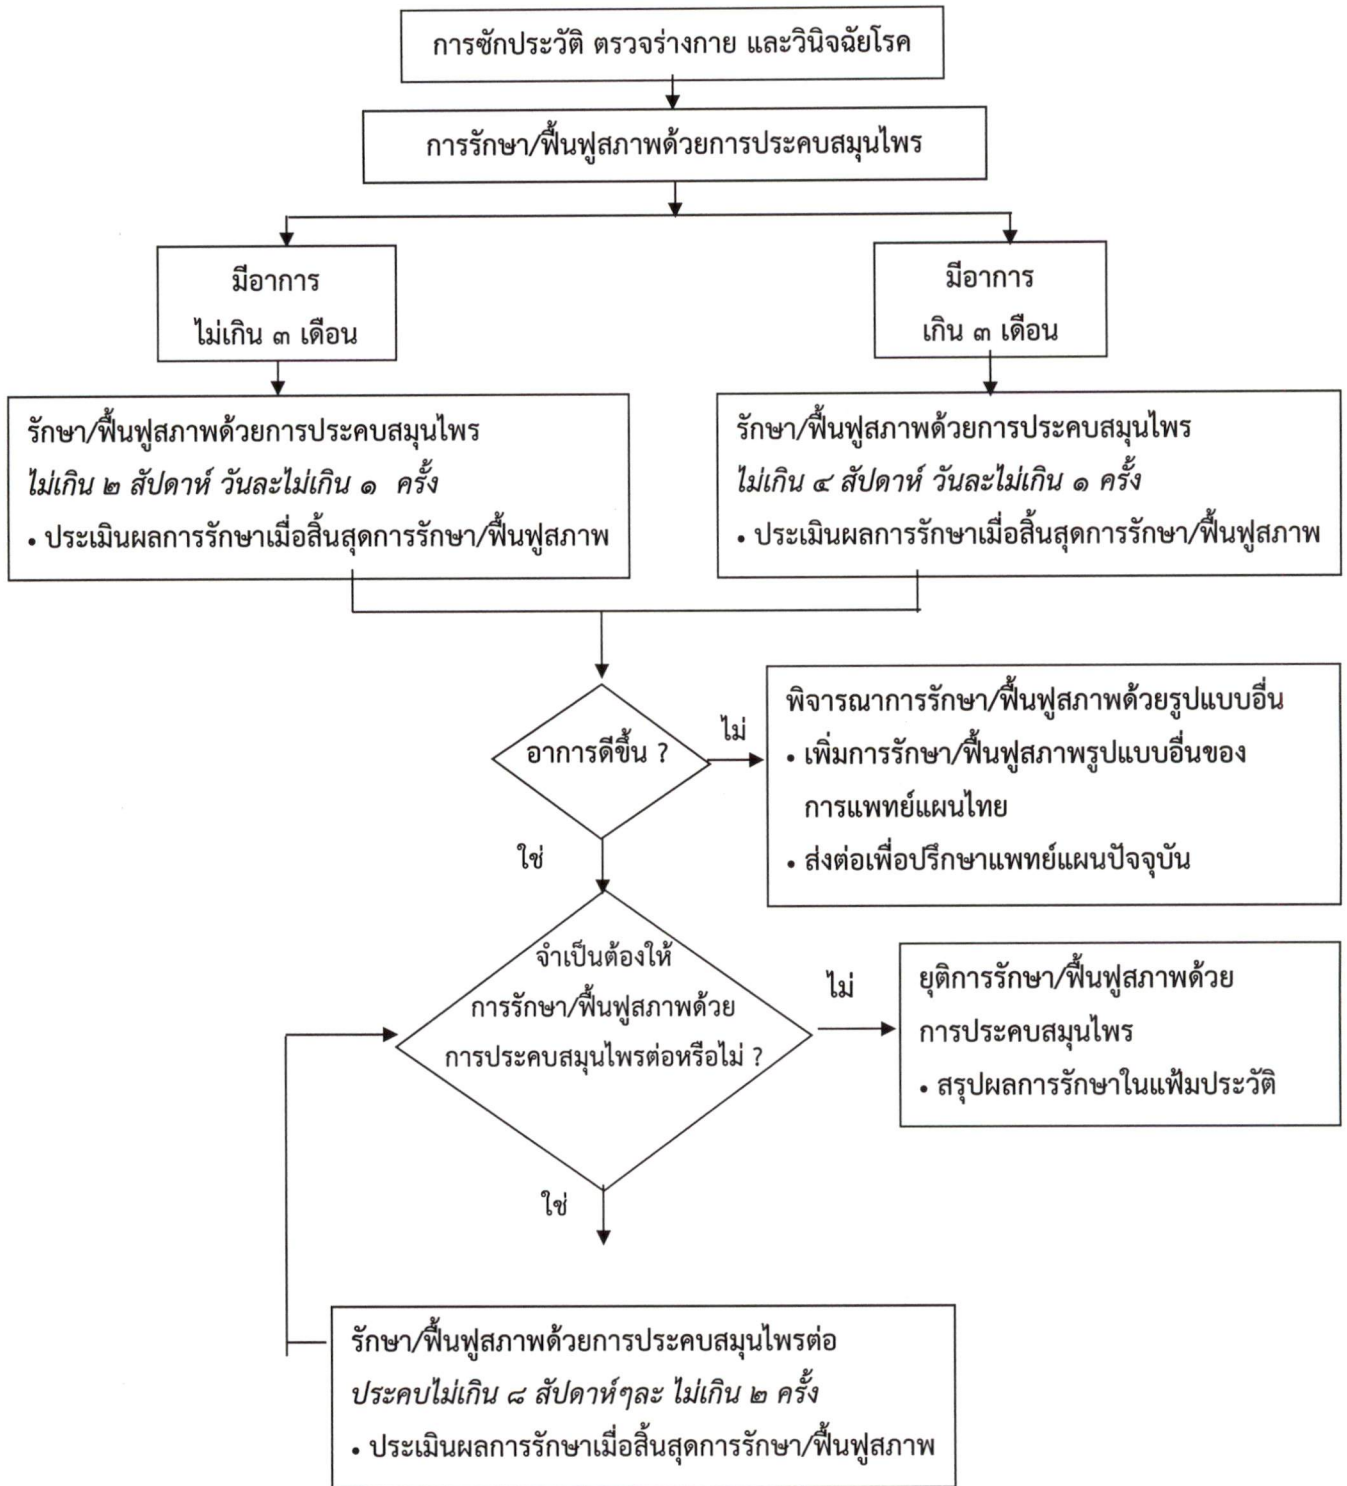 การซักประวัติ ตรวจร่างกาย และวินิจฉัยโรค
การรักษา/ฟื้นฟูสภาพด้วยการประคบสมุนไพร
มีอาการ
ไม่เกิน ๓ เดือน
มีอาการ
เกิน ๓ เดือน
รักษา/ฟื้นฟูสภาพด้วยการประคบสมุนไพร
ไม่เกิน ๒ สัปดาห์ วันละไม่เกิน ๑ ครั้ง
• ประเมินผลการรักษาเมื่อสิ้นสุดการรักษา/ฟื้นฟูสภาพ
รักษา/ฟื้นฟูสภาพด้วยการประคบสมุนไพร
ไม่เกิน ๔ สัปดาห์ วันละไม่เกิน ๑ ครั้ง
• ประเมินผลการรักษาเมื่อสิ้นสุดการรักษา/ฟื้นฟูสภาพ
อาการดีขึ้น ?
ไม่
พิจารณาการรักษา/ฟื้นฟูสภาพด้วยรูปแบบอื่น
• เพิ่มการรักษา/ฟื้นฟูสภาพรูปแบบอื่นของ
การแพทย์แผนไทย
• ส่งต่อเพื่อปรึกษาแพทย์แผนปัจจุบัน
ใช่
จำเป็นต้องให้
การรักษา/ฟื้นฟูสภาพด้วย
การประคบสมุนไพรต่อหรือไม่ ?
ไม่
ยุติการรักษา/ฟื้นฟูสภาพด้วย
การประคบสมุนไพร
• สรุปผลการรักษาในแฟ้มประวัติ
ใช่
รักษา/ฟื้นฟูสภาพด้วยการประคบสมุนไพรต่อ
ประคบไม่เกิน ๘ สัปดาห์ๆละ ไม่เกิน ๒ ครั้ง
• ประเมินผลการรักษาเมื่อสิ้นสุดการรักษา/ฟื้นฟูสภาพ